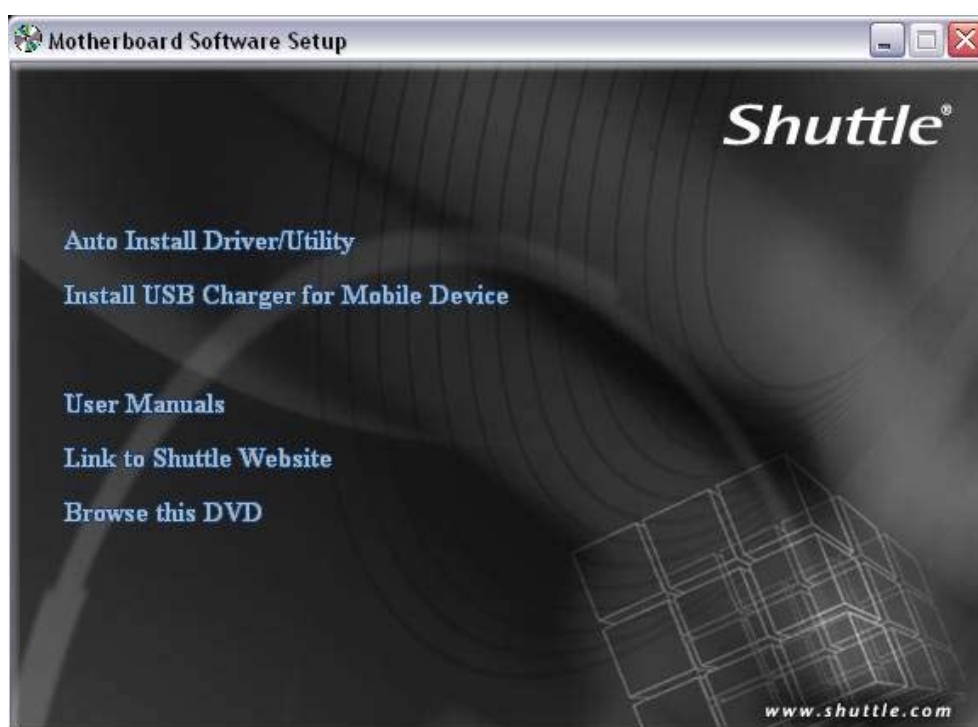 Motherboard Software Setup
Shuttle®
Auto Install Driver/Utility
Install USB Charger for Mobile Device
User Manuals
Link to Shuttle Website
Browse this DVD
www.shuttle.com